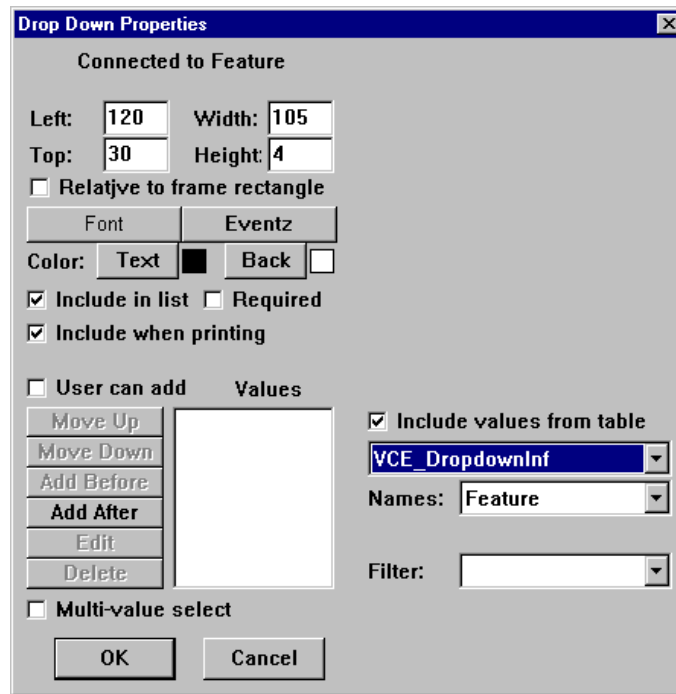 Drop Down Properties
Connected to Feature
Left: 120 Width: 105
Top: 30 Height: 4
Relatjve to frame rectangle
Font Eventz
Color: Text Back
Include in list Required
Include when printing
User can add Values
Move Up
Include values from table
Move Down
VCE_DropdownInf
Add Before
Names: Feature
Add After
Edit
Delete
Filter:
Multi-value select
OK Cancel